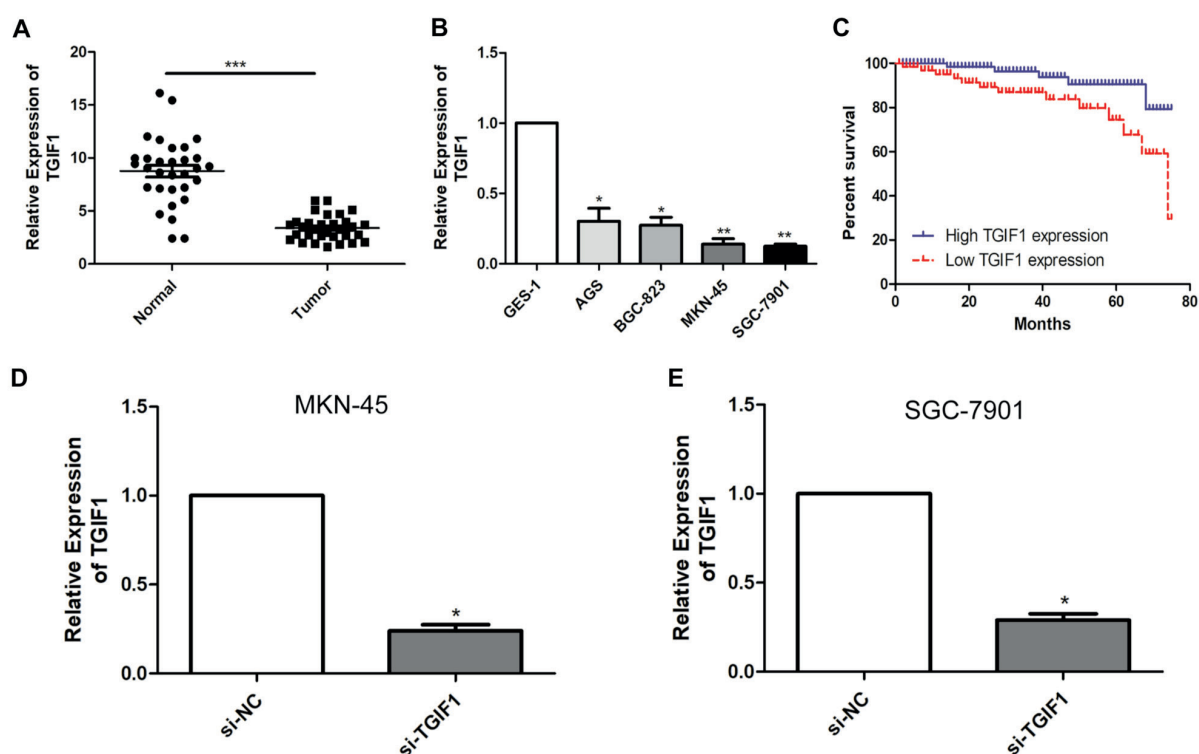 A
Relative Expression of
TGIF1
20
15
10
5
0
***
Normal
Tumor
B
Relative Expression of
TGIF1
1.5
1.0
0.5
0.0
*
*
**
**
GES-1
AGS
BGC-823
MKN-45
SGC-7901
C
Percent survival
100
80
60
40
20
0
High TGIF1 expression
Low TGIF1 expression
0
20
40
60
80
Months
D
MKN-45
Relative Expression
of TGIF1
1.5
1.0
0.5
0.0
*
si-NC
si-TGIF1
E
SGC-7901
Relative Expression
of TGIF1
1.5
1.0
0.5
0.0
*
si-NC
si-TGIF1